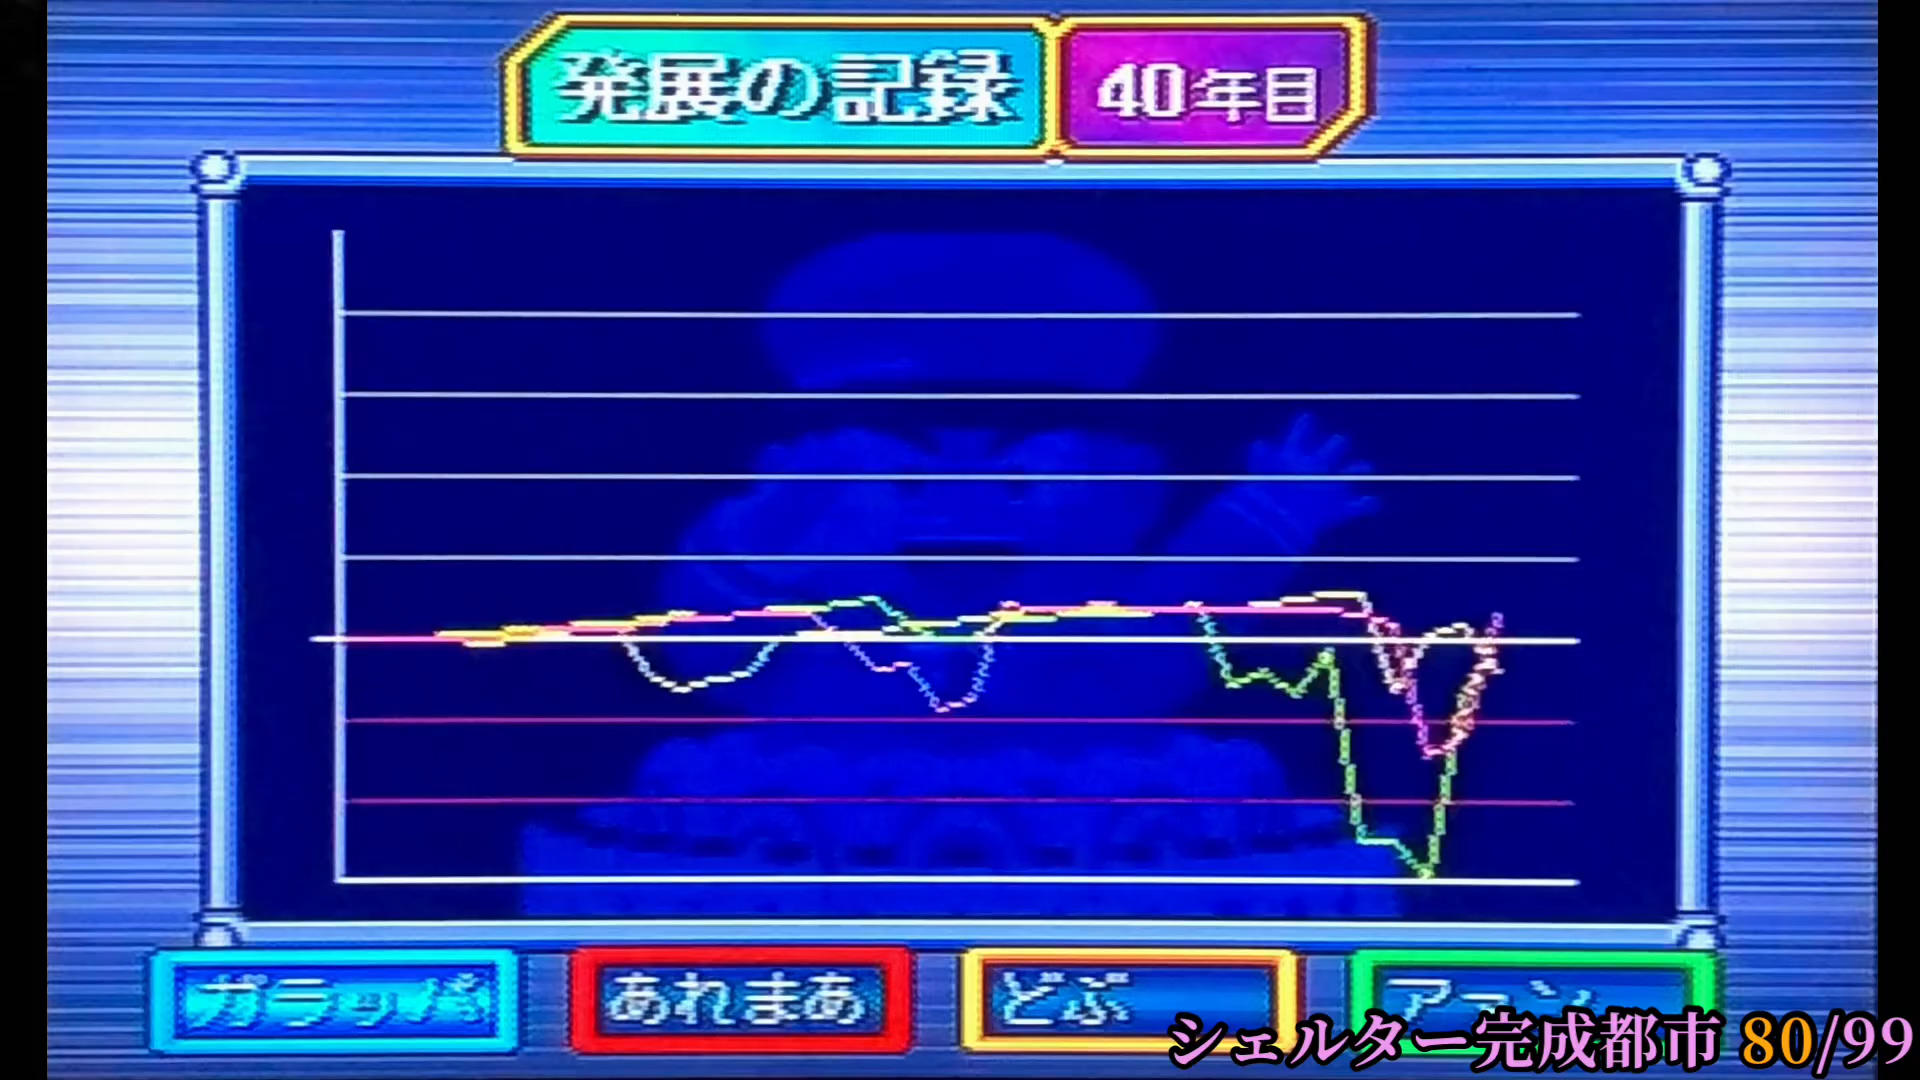 発展の記録
40年目
ガラッパ
あれまあ
どぶ
シェルター完成都市 80/99